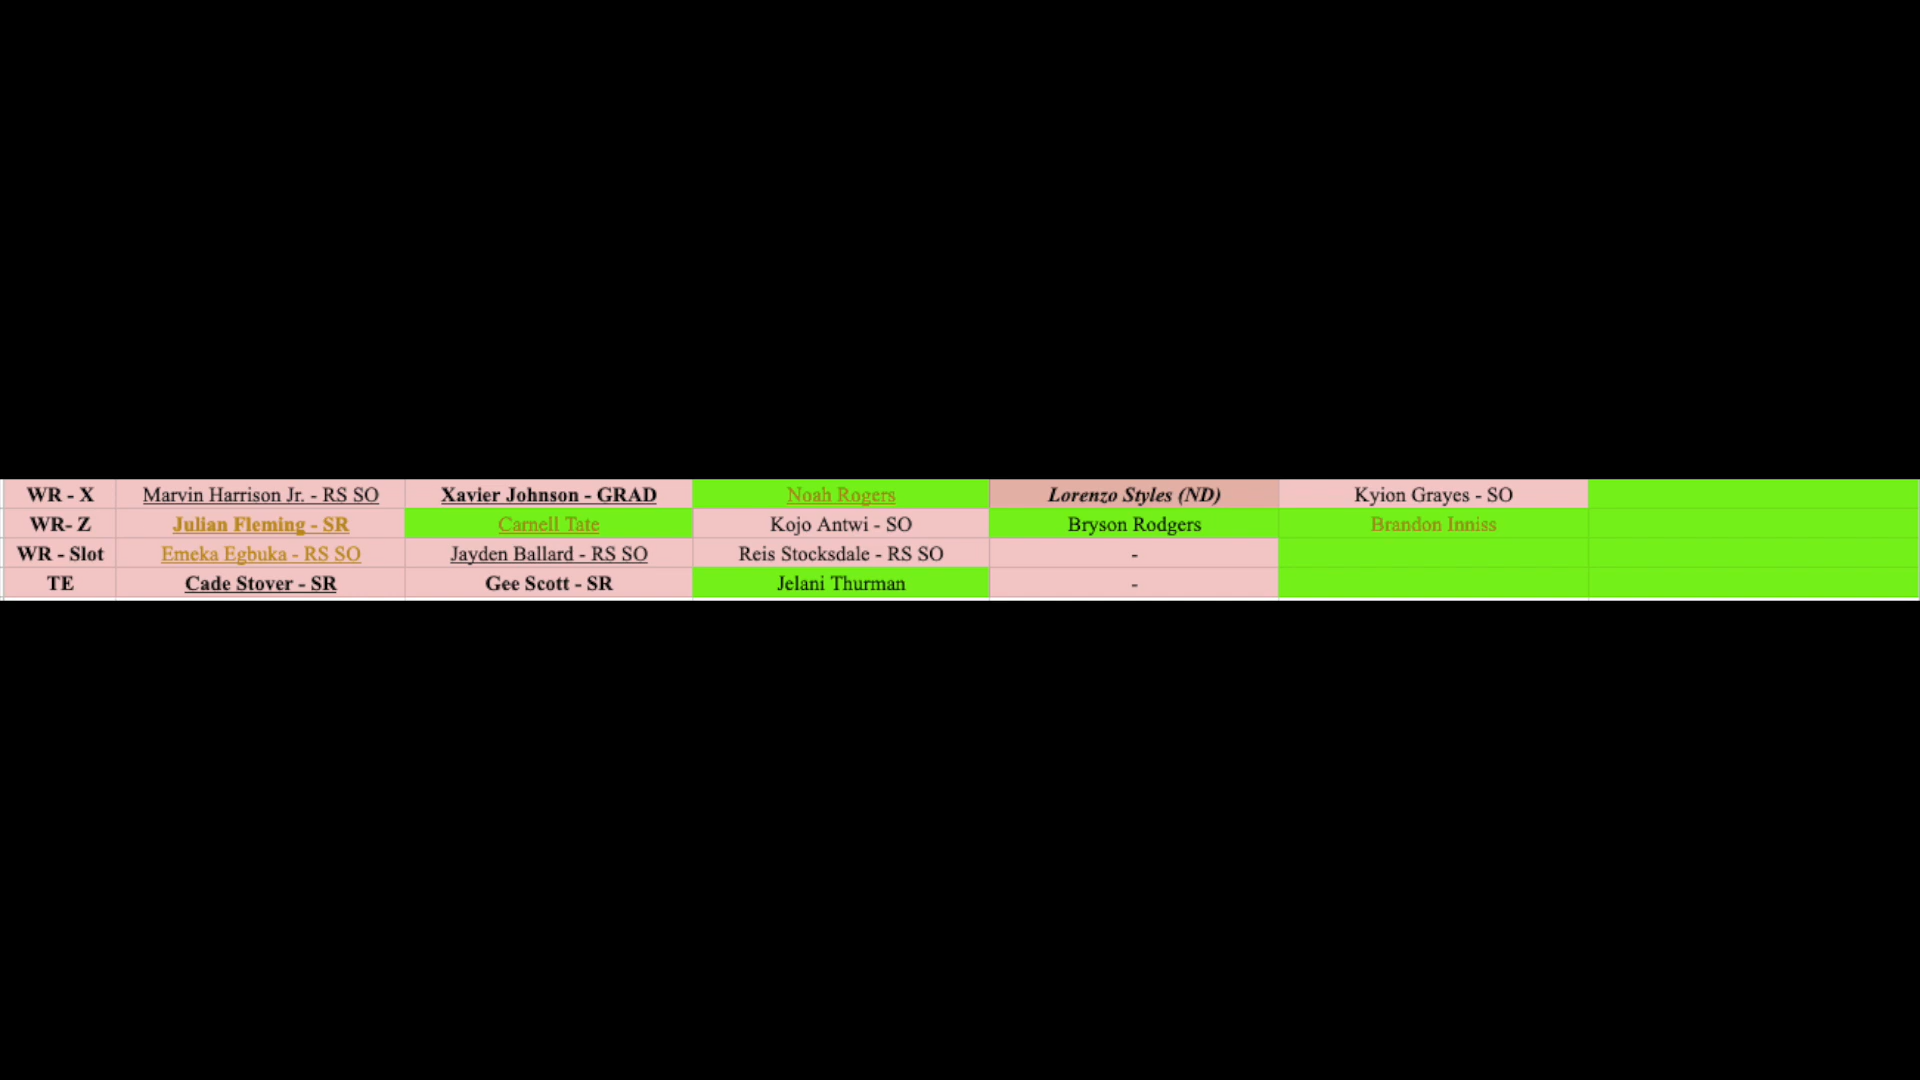 WR - X Marvin Harrison Jr. - RS SO Xavier Johnson - GRAD Noah Rogers Lorenzo Styles (ND) Kyion Grayes - SO
WR- Z Julian Fleming - SR Carnell Tate Kojo Antwi - SO Bryson Rodgers Brandon Inniss
WR - Slot Emeka Egbuka - RS SO Jayden Ballard - RS SO Reis Stocksdale - RS SO -
TE Cade Stover - SR Gee Scott - SR Jelani Thurman -